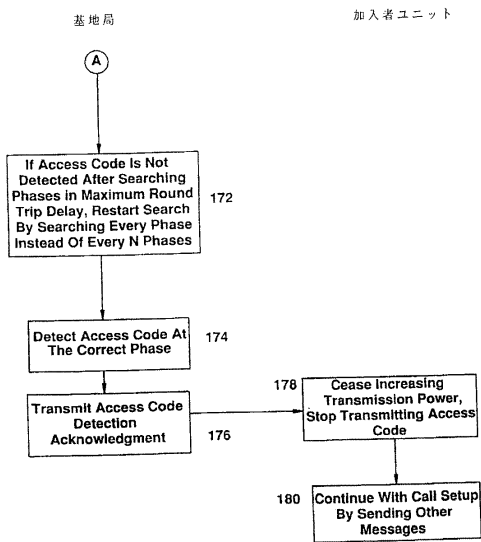 基地局
加入者ユニット
A
If Access Code Is Not
Detected After Searching
Phases in Maximum Round
Trip Delay, Restart Search
By Searching Every Phase
Instead Of Every N Phases
172
Detect Access Code At
The Correct Phase
174
Transmit Access Code
Detection
Acknowledgment
176
178
Cease Increasing
Transmission Power,
Stop Transmitting Access
Code
180
Continue With Call Setup
By Sending Other
Messages